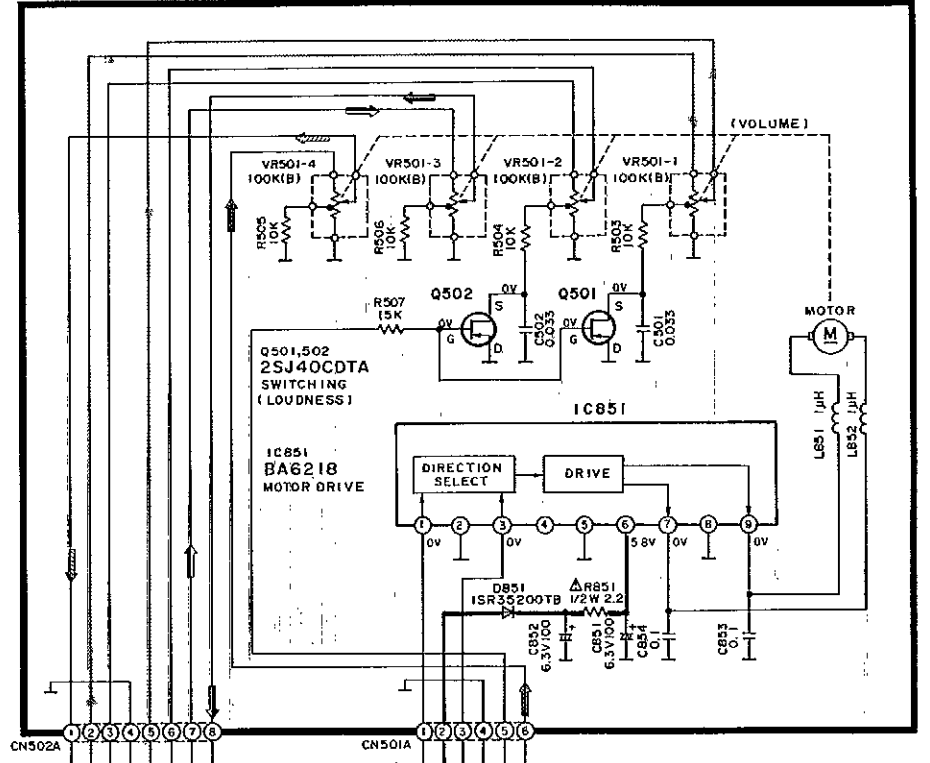 (VOLUME)
VR501-4
100K(B)
VR501-3
100K(B)
VR501-2
100K(B)
VR501-1
100K(B)
R505
10K
R506
10K
R504
10K
R503
10K
R507
15K
Q502
Q501
0V
S
0V
S
0V
G
D
0V
G
D
C502
0.033
C501
0.033
MOTOR
M
Q501,502
2SJ40CDTA
SWITCHING
(LOUDNESS)
IC851
L851 1μH
L852 1μH
IC851
BA6218
MOTOR DRIVE
DIRECTION
SELECT
DRIVE
1 2 3 4 5 6 7 8 9
0V 0V 5.8V 0V 0V
D851
1SR35200TB
R851
1/2W 2.2
C852
6.3V100
C851
6.3V100
C854
0.1
C853
0.1
+
+
CN502A
1 2 3 4 5 6 7 8
CN501A
1 2 3 4 5 6